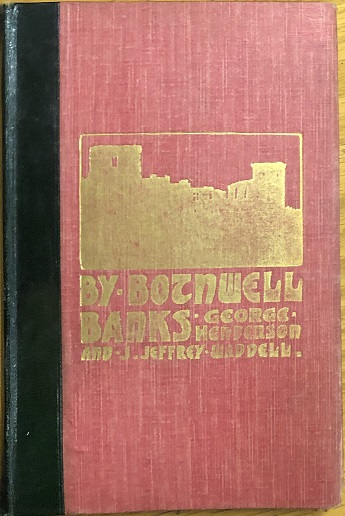 BY · BOTHWELL
BANKS · GEORGE ·
HENDERSON
AND · J. JEFFREY · WADDELL .